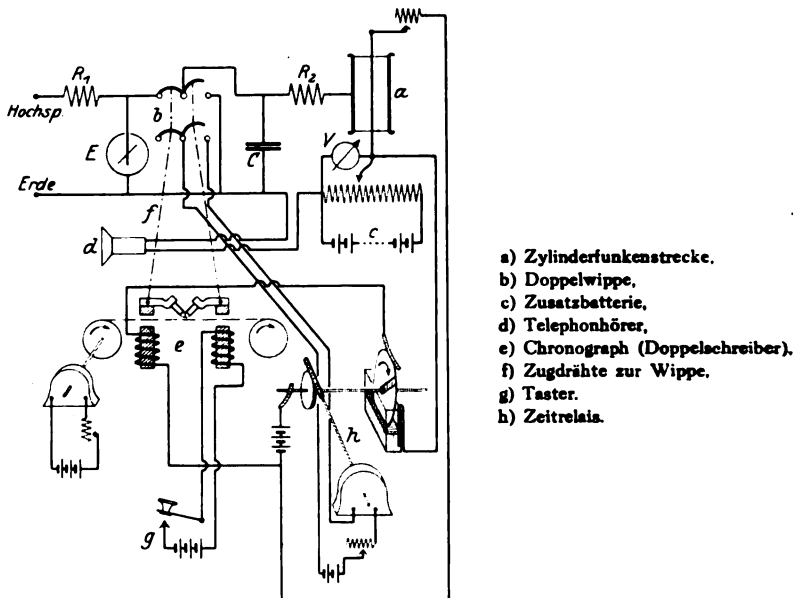 R₁
R₂
a
b
Hochsp.
E
C
V
Erde
f
c
d
e
h
g
a) Zylinderfunkenstrecke,
b) Doppelwippe,
c) Zusatzbatterie,
d) Telephonhörer,
e) Chronograph (Doppelschreiber),
f) Zugdrähte zur Wippe,
g) Taster.
h) Zeitrelais.